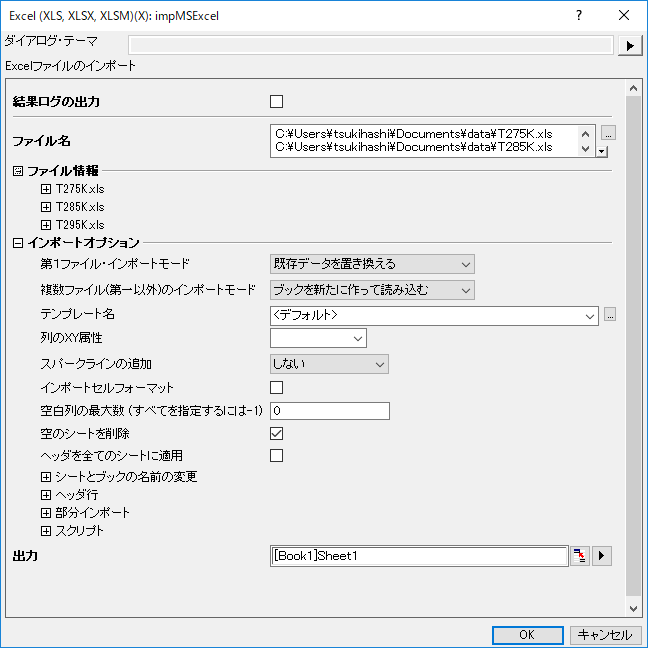 Excel (XLS, XLSX, XLSM)(X): impMSExcel
ダイアログ・テーマ
Excelファイルのインポート
結果ログの出力
ファイル名
C:¥Users¥tsukihashi¥Documents¥data¥T275K.xls
C:¥Users¥tsukihashi¥Documents¥data¥T285K.xls
...
ファイル情報
T275K.xls
T285K.xls
T295K.xls
インポートオプション
第1ファイル・インポートモード 既存データを置き換える
複数ファイル(第一以外)のインポートモード ブックを新たに作って読み込む
テンプレート名 <デフォルト> ...
列のXY属性
スパークラインの追加 しない
インポートセルフォーマット
空白列の最大数 (すべてを指定するには-1) 0
空のシートを削除
ヘッダを全てのシートに適用
シートとブックの名前の変更
ヘッダ行
部分インポート
スクリプト
出力 [Book1]Sheet1
OK キャンセル